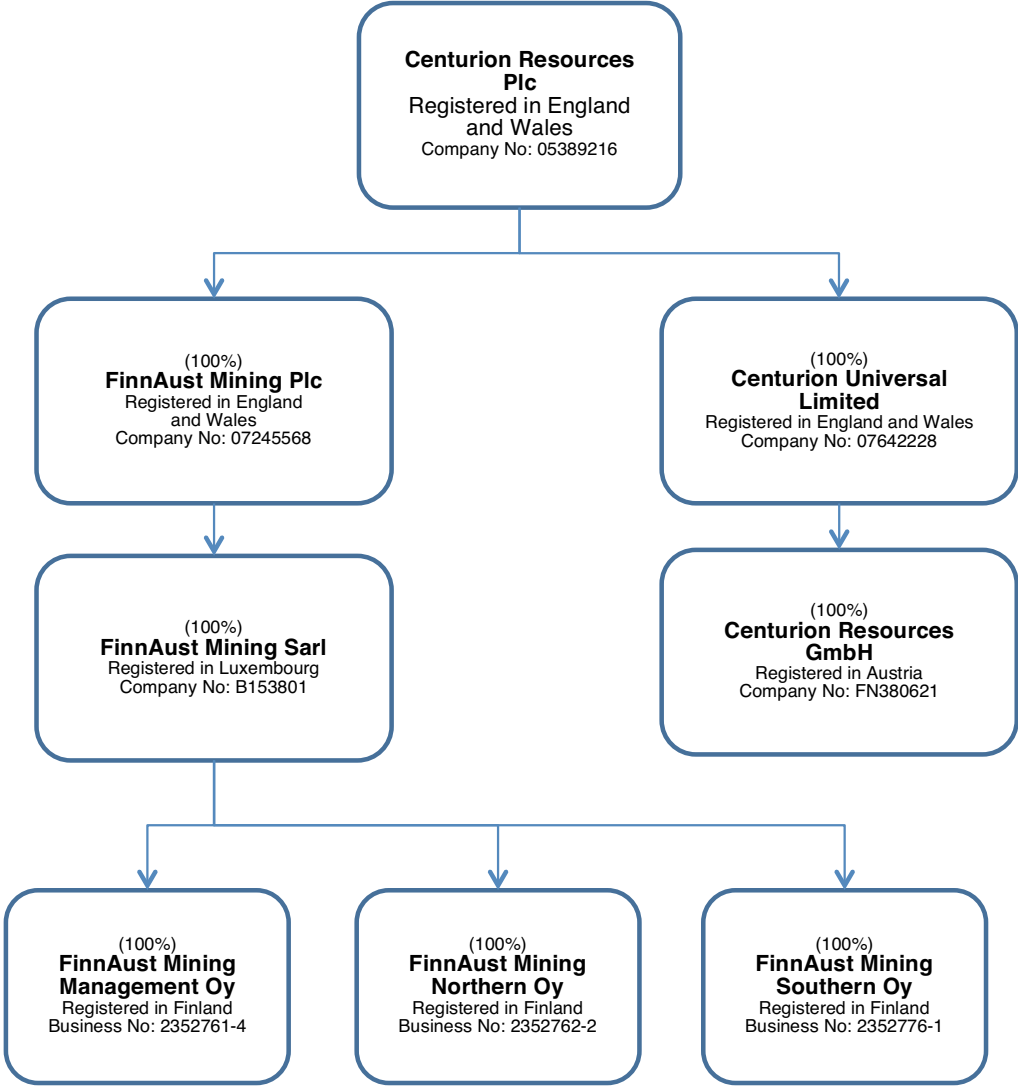 Centurion Resources
Plc
Registered in England
and Wales
Company No: 05389216
(100%)
FinnAust Mining Plc
Registered in England
and Wales
Company No: 07245568
(100%)
Centurion Universal
Limited
Registered in England and Wales
Company No: 07642228
(100%)
FinnAust Mining Sarl
Registered in Luxembourg
Company No: B153801
(100%)
Centurion Resources
GmbH
Registered in Austria
Company No: FN380621
(100%)
FinnAust Mining
Management Oy
Registered in Finland
Business No: 2352761-4
(100%)
FinnAust Mining
Northern Oy
Registered in Finland
Business No: 2352762-2
(100%)
FinnAust Mining
Southern Oy
Registered in Finland
Business No: 2352776-1